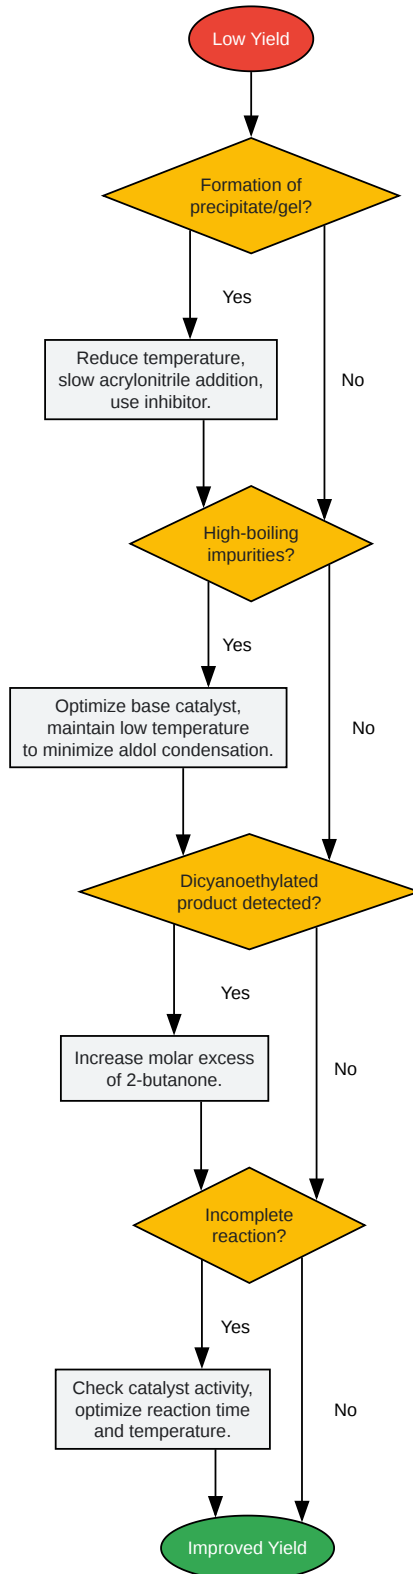 Low Yield
Formation of
precipitate/gel?
Yes
Reduce temperature,
slow acrylonitrile addition,
use inhibitor.
No
High-boiling
impurities?
Yes
Optimize base catalyst,
maintain low temperature
to minimize aldol condensation.
No
Dicyanoethylated
product detected?
Yes
Increase molar excess
of 2-butanone.
No
Incomplete
reaction?
Yes
Check catalyst activity,
optimize reaction time
and temperature.
No
Improved Yield